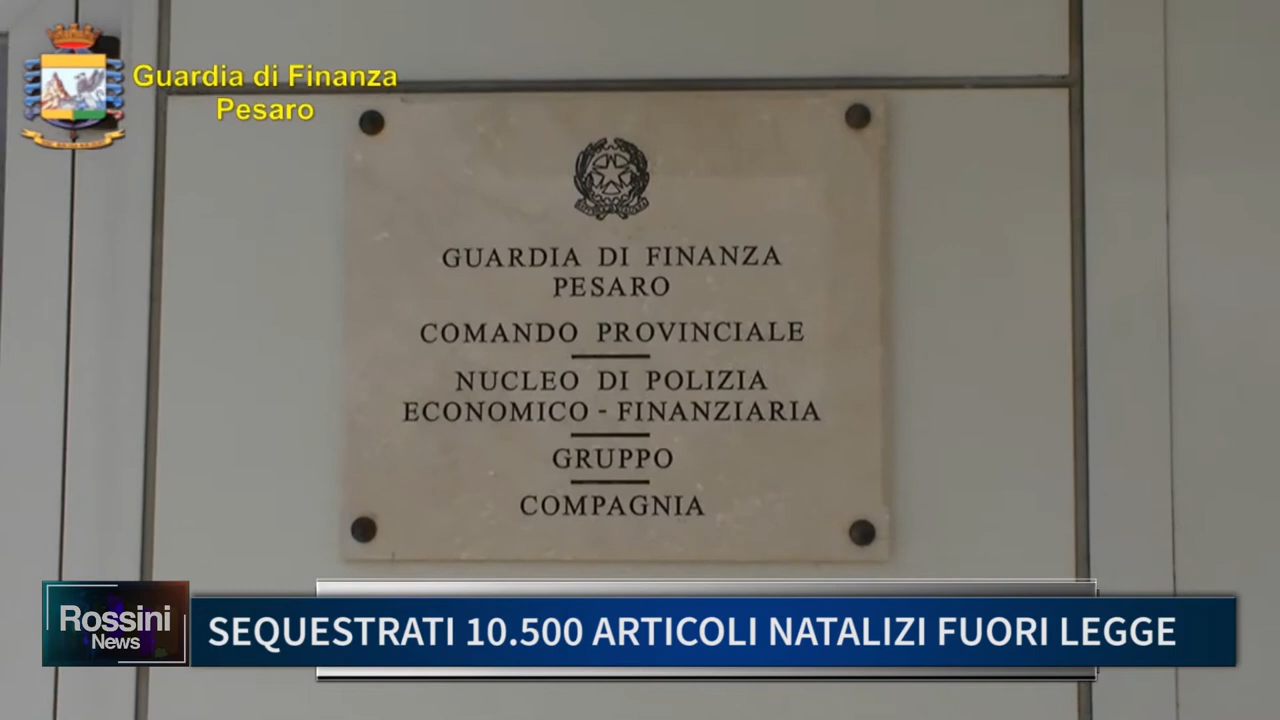 Guardia di Finanza
Pesaro
GUARDIA DI FINANZA
PESARO
COMANDO PROVINCIALE
NUCLEO DI POLIZIA
ECONOMICO - FINANZIARIA
GRUPPO
COMPAGNIA
Rossini
News
SEQUESTRATI 10.500 ARTICOLI NATALIZI FUORI LEGGE